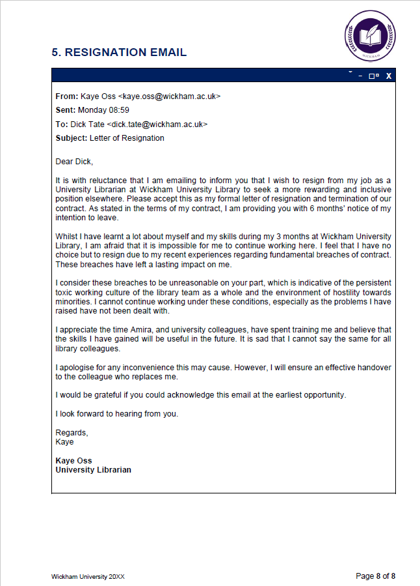 5. RESIGNATION EMAIL
From: Kaye Oss <kaye.oss@wickham.ac.uk>
Sent: Monday 08:59
To: Dick Tate <dick.tate@wickham.ac.uk>
Subject: Letter of Resignation
Dear Dick,
It is with reluctance that I am emailing to inform you that I wish to resign from my job as a
University Librarian at Wickham University Library to seek a more rewarding and inclusive
position elsewhere. Please accept this as my formal letter of resignation and termination of our
contract. As stated in the terms of my contract, I am providing you with 6 months' notice of my
intention to leave.
Whilst I have learnt a lot about myself and my skills during my 3 months at Wickham University
Library, I am afraid that it is impossible for me to continue working here. I feel that I have no
choice but to resign due to my recent experiences regarding fundamental breaches of contract.
These breaches have left a lasting impact on me.
I consider these breaches to be unreasonable on your part, which is indicative of the persistent
toxic working culture of the library team as a whole and the environment of hostility towards
minorities. I cannot continue working under these conditions, especially as the problems I have
raised have not been dealt with.
I appreciate the time Amira, and university colleagues, have spent training me and believe that
the skills I have gained will be useful in the future. It is sad that I cannot say the same for all
library colleagues.
I apologise for any inconvenience this may cause. However, I will ensure an effective handover
to the colleague who replaces me.
I would be grateful if you could acknowledge this email at the earliest opportunity.
I look forward to hearing from you.
Regards,
Kaye
Kaye Oss
University Librarian
Wickham University 20XX
Page 8 of 8